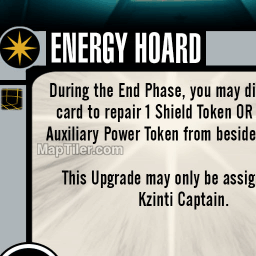 ENERGY HOARD
During the End Phase, you may di
card to repair 1 Shield Token OR
Auxiliary Power Token from beside
MapTiler.com
This Upgrade may only be assig
Kzinti Captain.